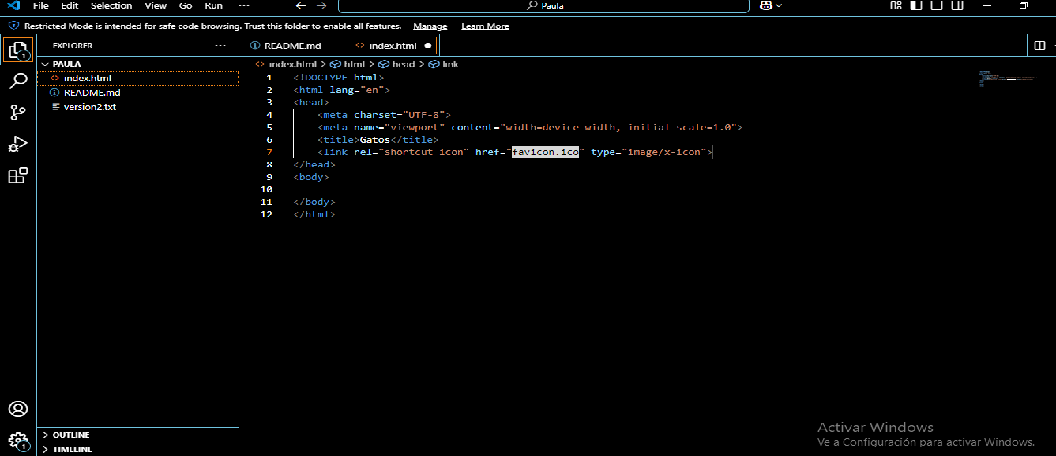 File Edit Selection View Go Run ··· Paula
Restricted Mode is intended for safe code browsing. Trust this folder to enable all features. Manage Learn More
EXPLORER ···
README.md
index.html
PAULA
index.html
README.md
version2.txt
index.html > html > head > link
1 <!DOCTYPE html>
2 <html lang="en">
3 <head>
4 <meta charset="UTF-8">
5 <meta name="viewport" content="width=device-width, initial-scale=1.0">
6 <title>Gatos</title>
7 <link rel="shortcut icon" href="favicon.ico" type="image/x-icon">
8 </head>
9 <body>
10
11 </body>
12 </html>
1
1
OUTLINE
TIMELINE
Activar Windows
Ve a Configuración para activar Windows.